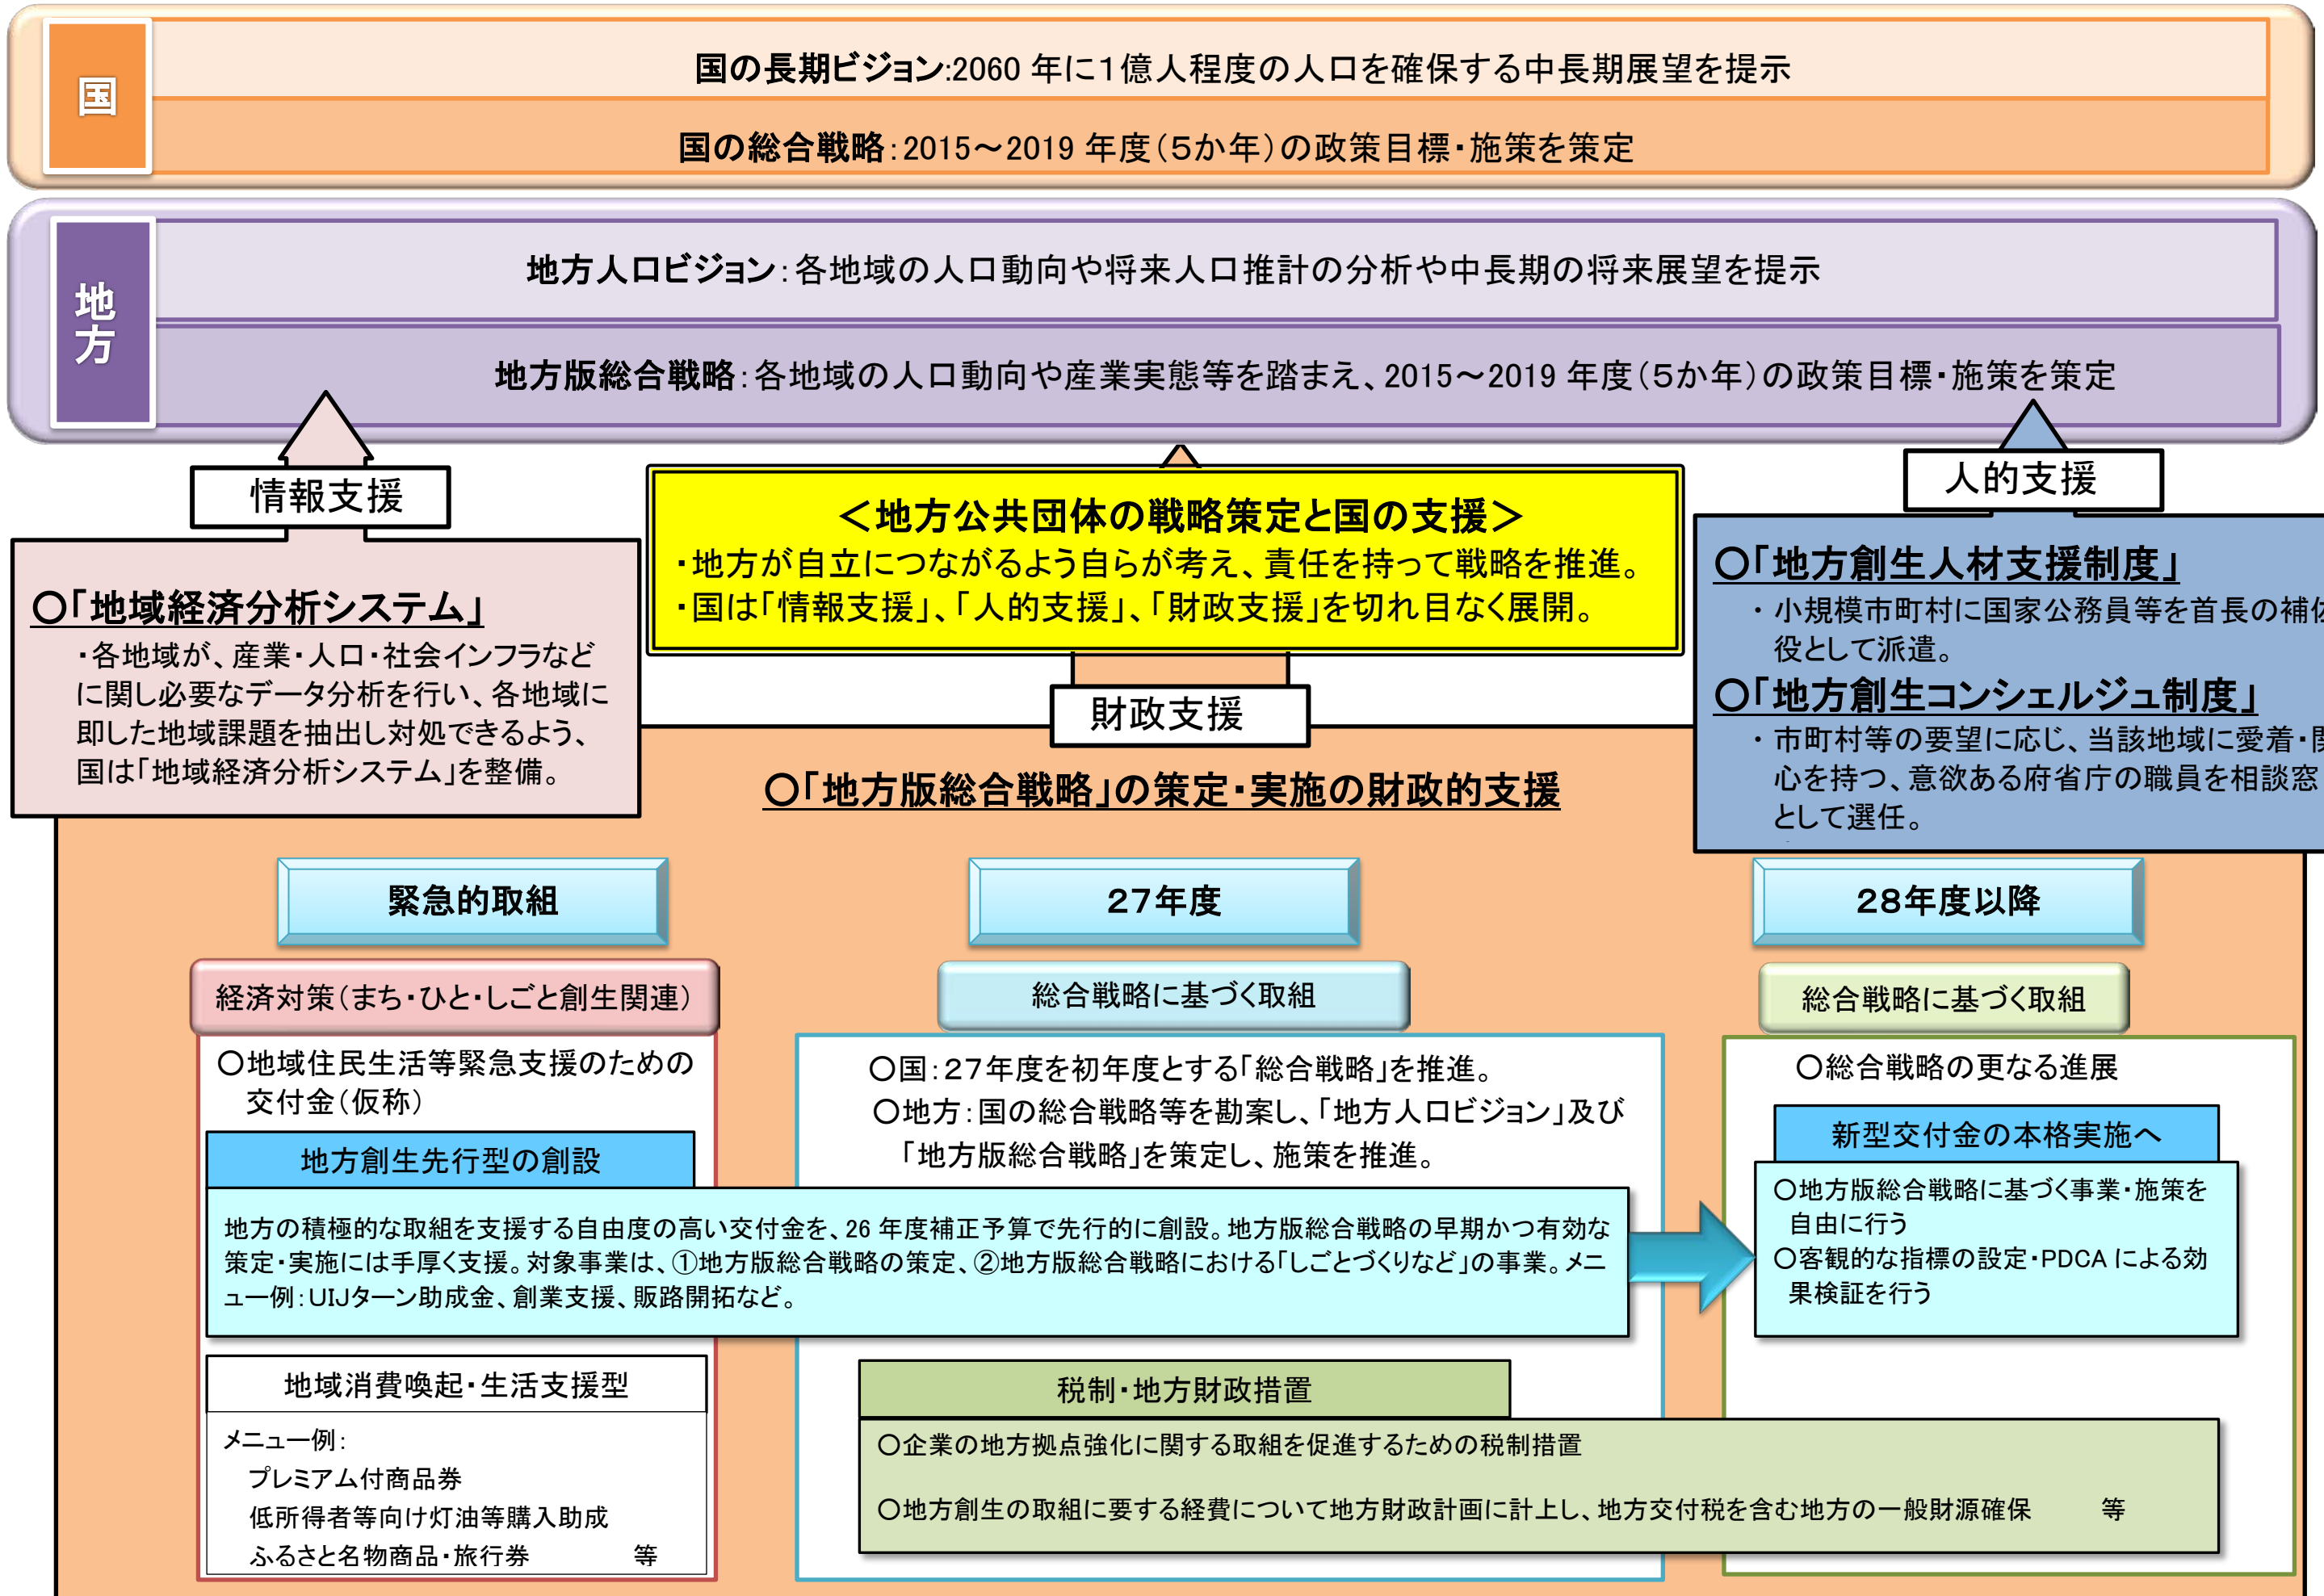 国
国の長期ビジョン:2060 年に１億人程度の人口を確保する中長期展望を提示
国の総合戦略：2015～2019 年度（５か年）の政策目標・施策を策定
地方
地方人口ビジョン：各地域の人口動向や将来人口推計の分析や中長期の将来展望を提示
地方版総合戦略：各地域の人口動向や産業実態等を踏まえ、2015～2019 年度（５か年）の政策目標・施策を策定
情報支援
○「地域経済分析システム」
・各地域が、産業・人口・社会インフラなど
に関し必要なデータ分析を行い、各地域に
即した地域課題を抽出し対処できるよう、
国は「地域経済分析システム」を整備。
＜地方公共団体の戦略策定と国の支援＞
・地方が自立につながるよう自らが考え、責任を持って戦略を推進。
・国は「情報支援」、「人的支援」、「財政支援」を切れ目なく展開。
人的支援
○「地方創生人材支援制度」
・小規模市町村に国家公務員等を首長の補佐
役として派遣。
○「地方創生コンシェルジュ制度」
・市町村等の要望に応じ、当該地域に愛着・関
心を持つ、意欲ある府省庁の職員を相談窓
として選任。
財政支援
○「地方版総合戦略」の策定・実施の財政的支援
緊急的取組
経済対策（まち・ひと・しごと創生関連）
○地域住民生活等緊急支援のための
交付金（仮称）
地方創生先行型の創設
27年度
総合戦略に基づく取組
○国：２７年度を初年度とする「総合戦略」を推進。
○地方：国の総合戦略等を勘案し、「地方人口ビジョン」及び
「地方版総合戦略」を策定し、施策を推進。
地方の積極的な取組を支援する自由度の高い交付金を、26 年度補正予算で先行的に創設。地方版総合戦略の早期かつ有効な
策定・実施には手厚く支援。対象事業は、①地方版総合戦略の策定、②地方版総合戦略における「しごとづくりなど」の事業。メニ
ュー例：ＵＩＪターン助成金、創業支援、販路開拓など。
28年度以降
総合戦略に基づく取組
○総合戦略の更なる進展
新型交付金の本格実施へ
○地方版総合戦略に基づく事業・施策を
自由に行う
○客観的な指標の設定・PDCA による効
果検証を行う
地域消費喚起・生活支援型
メニュー例：
プレミアム付商品券
低所得者等向け灯油等購入助成
ふるさと名物商品・旅行券　　　等
税制・地方財政措置
○企業の地方拠点強化に関する取組を促進するための税制措置
○地方創生の取組に要する経費について地方財政計画に計上し、地方交付税を含む地方の一般財源確保　　等